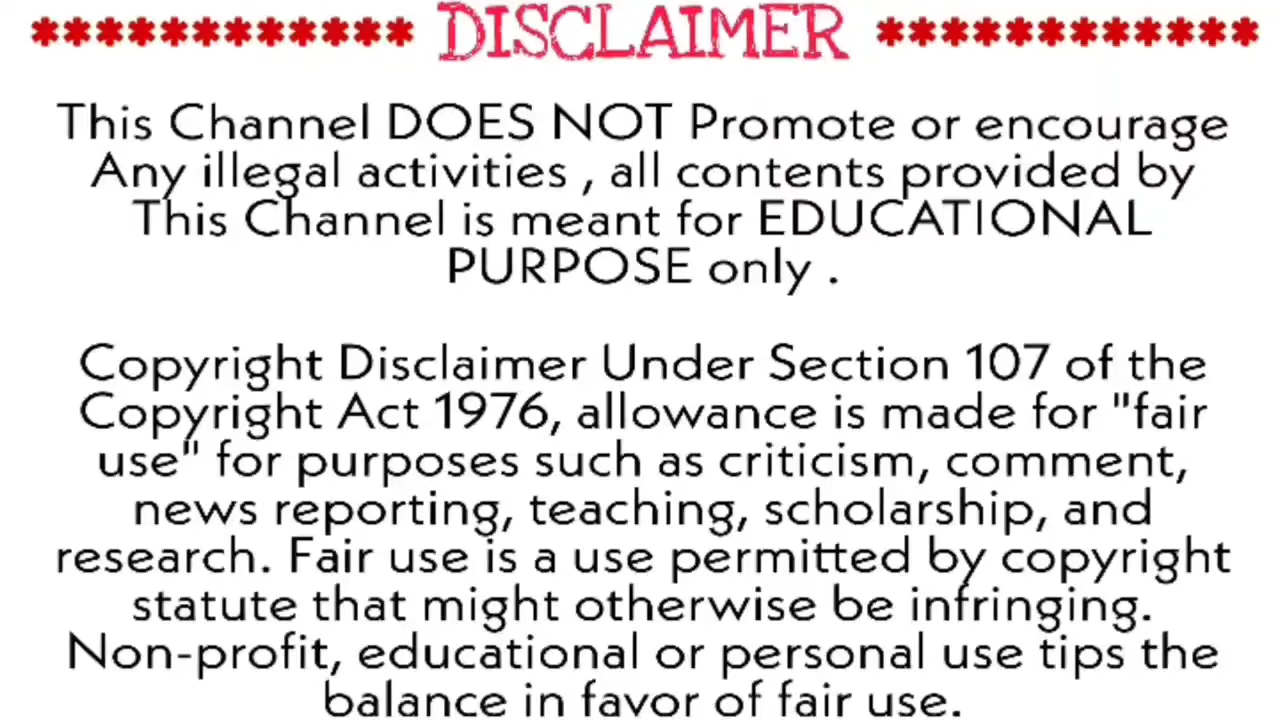 ************ DISCLAIMER ************
This Channel DOES NOT Promote or encourage
Any illegal activities , all contents provided by
This Channel is meant for EDUCATIONAL
PURPOSE only .
Copyright Disclaimer Under Section 107 of the
Copyright Act 1976, allowance is made for "fair
use" for purposes such as criticism, comment,
news reporting, teaching, scholarship, and
research. Fair use is a use permitted by copyright
statute that might otherwise be infringing.
Non-profit, educational or personal use tips the
balance in favor of fair use.